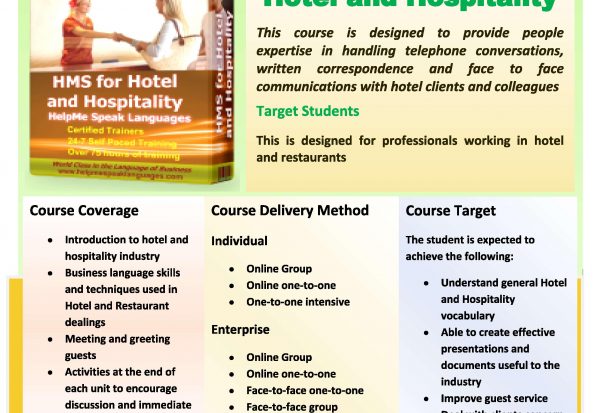 Hotel and Hospitality
This course is designed to provide people
expertise in handling telephone conversations,
written correspondence and face to face
communications with hotel clients and colleagues
Target Students
This is designed for professionals working in hotel
and restaurants
HMS for Hotel
and Hospitality
HelpMe Speak Languages
Certified Trainers
24-7 Self Paced Training
Over 75 hours of training
World Class in the Language of Business
www.helpmespeaklanguages.com
HMS for Hotel
and Hospitality
Course Coverage
• Introduction to hotel and
hospitality industry
• Business language skills
and techniques used in
Hotel and Restaurant
dealings
• Meeting and greeting
guests
• Activities at the end of
each unit to encourage
discussion and immediate
Course Delivery Method
Individual
• Online Group
• Online one-to-one
• One-to-one intensive
Enterprise
• Online Group
• Online one-to-one
• Face-to-face one-to-one
• Face-to-face group
Course Target
The student is expected to
achieve the following:
• Understand general Hotel
and Hospitality
vocabulary
• Able to create effective
presentations and
documents useful to the
industry
• Improve guest service